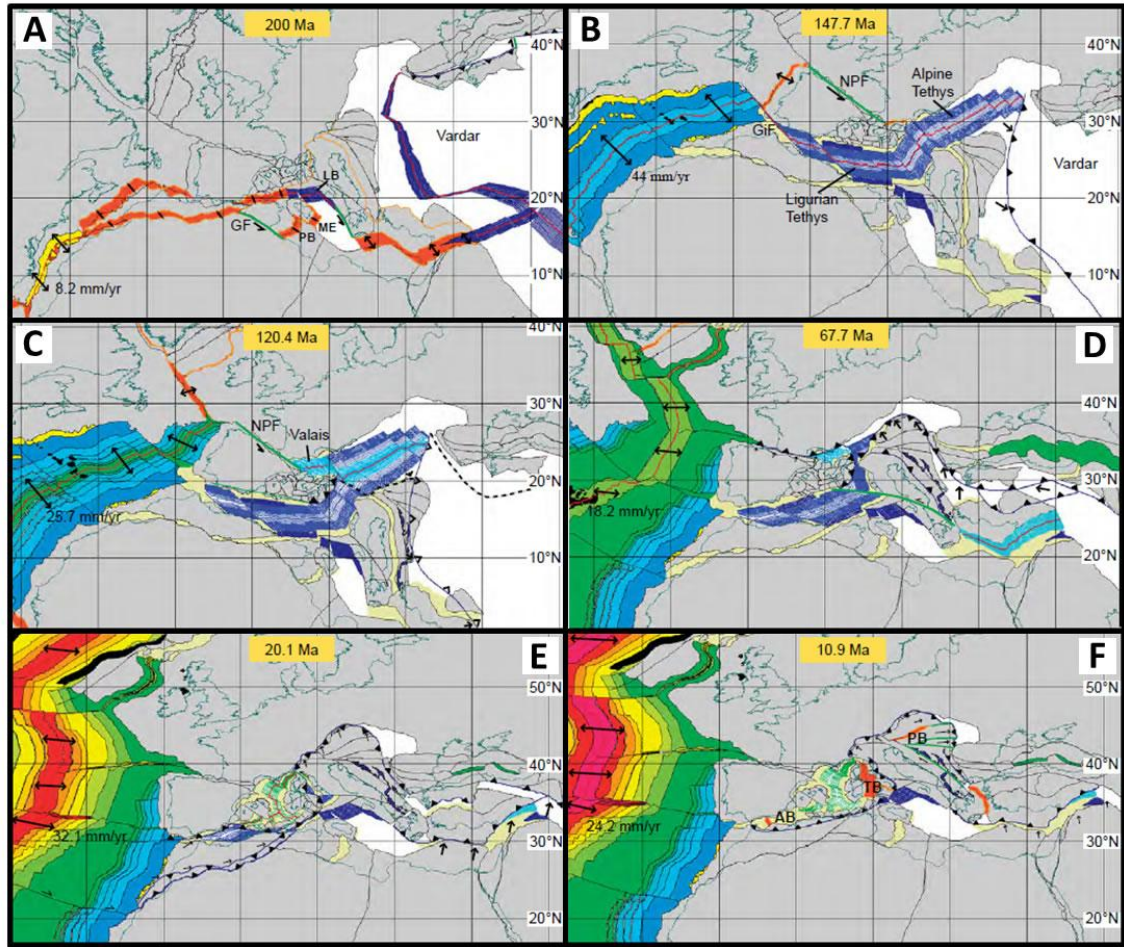 A
200 Ma
40°N
Vardar
30°N
LB
20°N
GF
ME
PB
10°N
8.2 mm/yr
B
147.7 Ma
40°N
NPF
Alpine
Tethys
30°N
GiF
Vardar
44 mm/yr
20°N
Ligurian
Tethys
10°N
C
120.4 Ma
40°N
30°N
NPF
Valais
20°N
25.7 mm/yr
10°N
67.7 Ma
D
40°N
30°N
18.2 mm/yr
20°N
20.1 Ma
E
50°N
40°N
32.1 mm/yr
30°N
20°N
10.9 Ma
F
50°N
PB
40°N
TB
AB
24.2 mm/yr
30°N
20°N